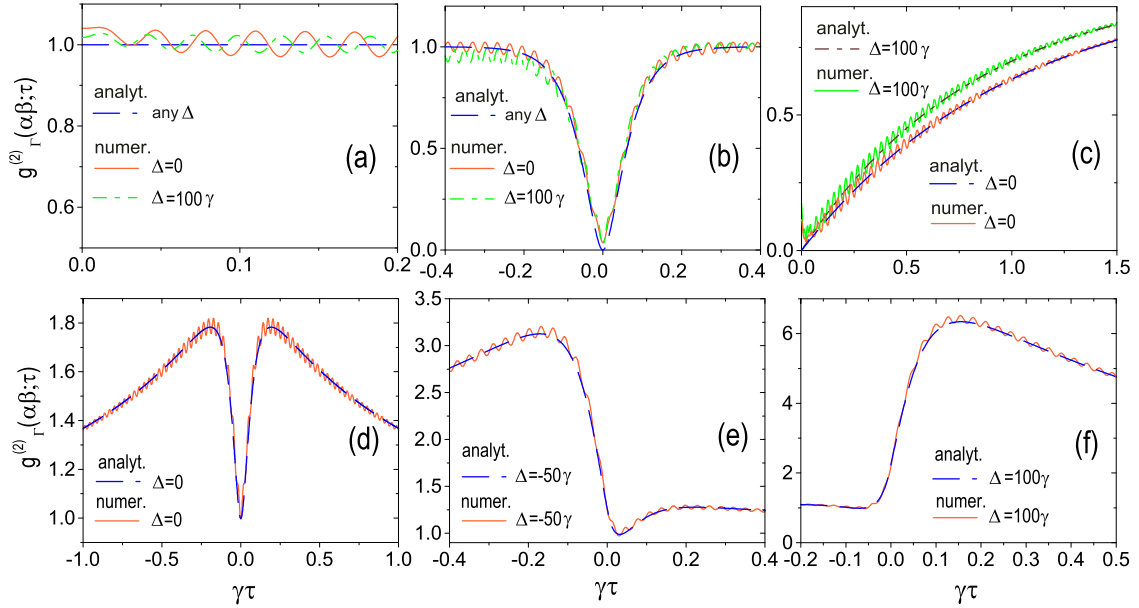 g⁽²⁾_Γ(αβ;τ)
1.0
0.8
0.6
analyt.
any Δ
numer.
Δ=0
Δ=100γ
(a)
0.0
0.1
0.2
1.0
0.5
0.0
analyt.
any Δ
numer.
Δ=0
Δ=100γ
(b)
-0.4
-0.2
0.0
0.2
0.4
0.5
0.0
analyt.
Δ=100γ
numer.
Δ=100γ
(c)
analyt.
Δ=0
numer.
Δ=0
0.0
0.5
1.0
1.5
g⁽²⁾_Γ(αβ;τ)
1.8
1.6
1.4
1.2
1.0
(d)
analyt.
Δ=0
numer.
Δ=0
-1.0
-0.5
0.0
0.5
1.0
γτ
3.5
3.0
2.5
2.0
1.5
1.0
(e)
analyt.
Δ=-50γ
numer.
Δ=-50γ
-0.4
-0.2
0.0
0.2
0.4
γτ
6
4
2
0
(f)
analyt.
Δ=100γ
numer.
Δ=100γ
-0.2
-0.1
0.0
0.1
0.2
0.3
0.4
0.5
γτ